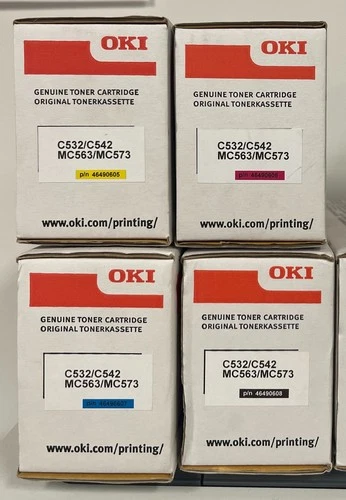 OKI
GENUINE TONER CARTRIDGE
ORIGINAL TONERKASSETTE
C532/C542
MC563/MC573
p/n 46490605
www.oki.com/printing/
OKI
GENUINE TONER CARTRIDGE
ORIGINAL TONERKASSETTE
C532/C542
MC563/MC573
p/n 46490606
www.oki.com/printing/
OKI
GENUINE TONER CARTRIDGE
ORIGINAL TONERKASSETTE
C532/C542
MC563/MC573
p/n 46490607
www.oki.com/printing/
OKI
GENUINE TONER CARTRIDGE
ORIGINAL TONERKASSETTE
C532/C542
MC563/MC573
p/n 46490608
www.oki.com/printing/